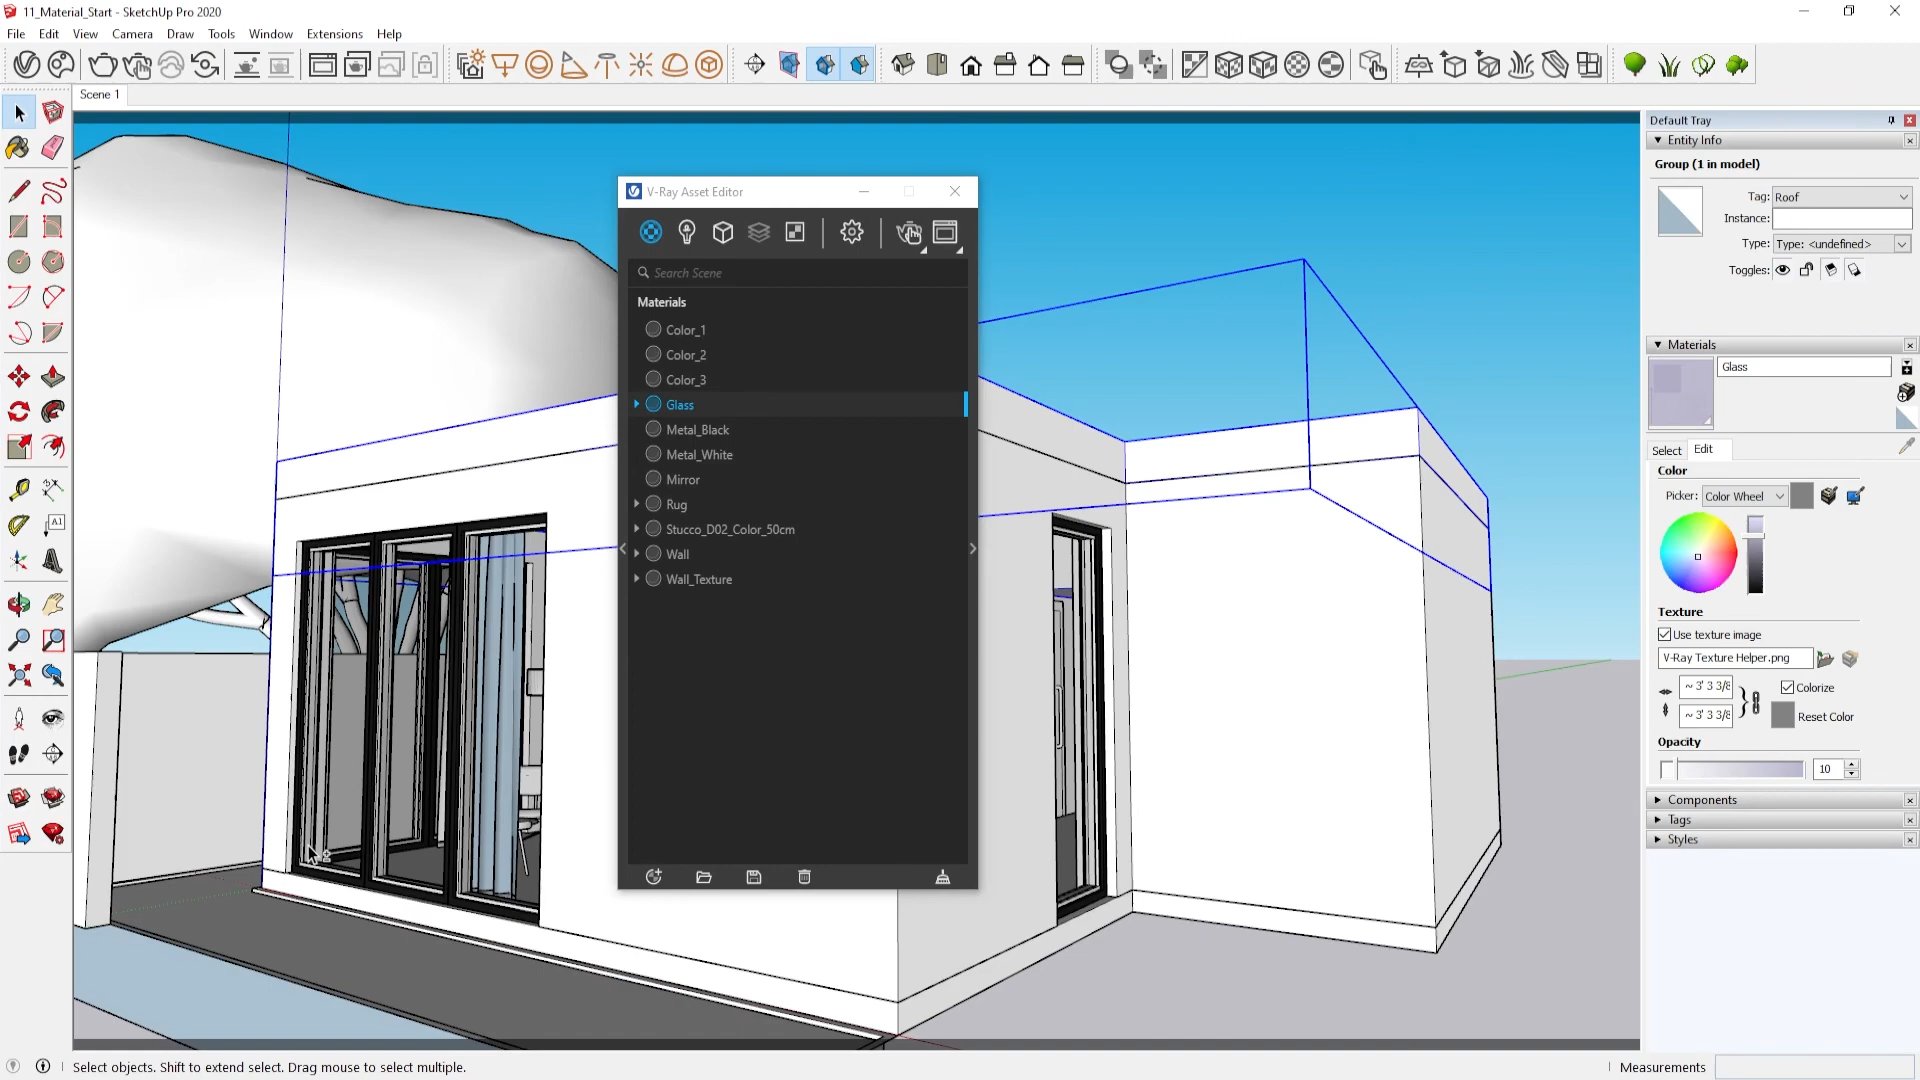 11_Material_Start - SketchUp Pro 2020
File Edit View Camera Draw Tools Window Extensions Help
Scene 1
Default Tray
Entity Info
Group (1 in model)
Tag: Roof
Instance:
Type: Type: <undefined>
Toggles:
V-Ray Asset Editor
Search Scene
Materials
Color_1
Color_2
Color_3
Glass
Metal_Black
Metal_White
Mirror
Rug
Stucco_D02_Color_50cm
Wall
Wall_Texture
Materials
Glass
Select Edit
Color
Picker: Color Wheel
Texture
Use texture image
V-Ray Texture Helper.png
~ 3' 3 3/8
Colorize
~ 3' 3 3/8
Reset Color
Opacity
10
Components
Tags
Styles
A1
Select objects. Shift to extend select. Drag mouse to select multiple.
Measurements